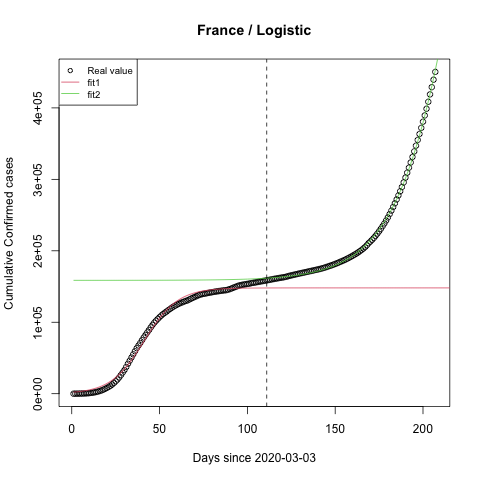 France / Logistic
Real value
fit1
fit2
Cumulative Confirmed cases
4e+05
3e+05
2e+05
1e+05
0e+00
0 50 100 150 200
Days since 2020-03-03